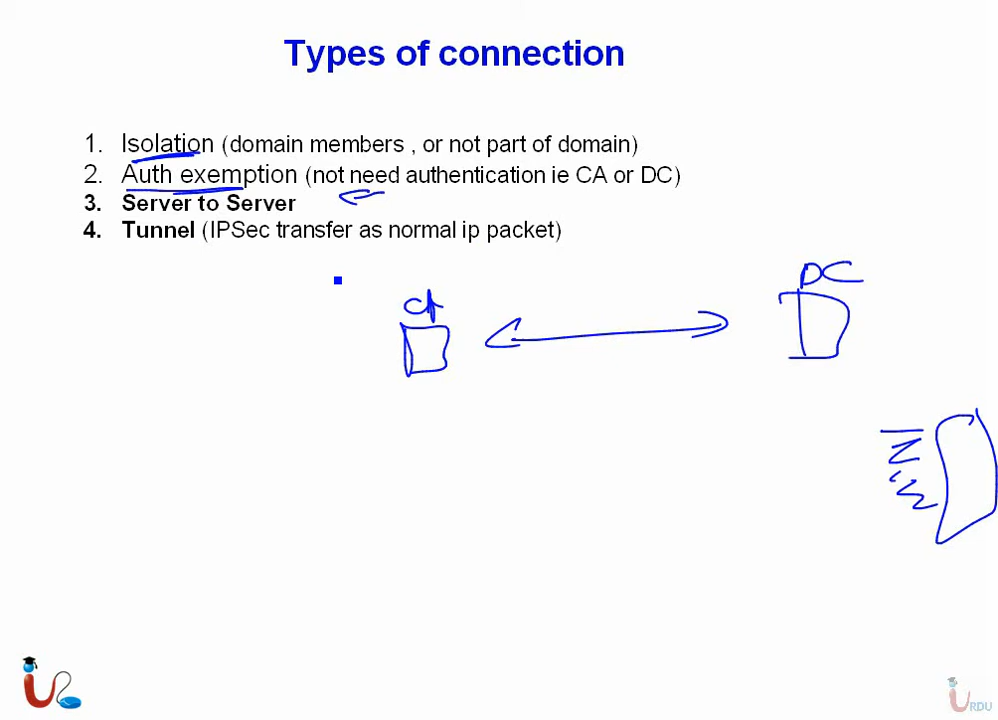 Types of connection
1. Isolation (domain members , or not part of domain)
2. Auth exemption (not need authentication ie CA or DC)
3. Server to Server
4. Tunnel (IPSec transfer as normal ip packet)
DC
URDU